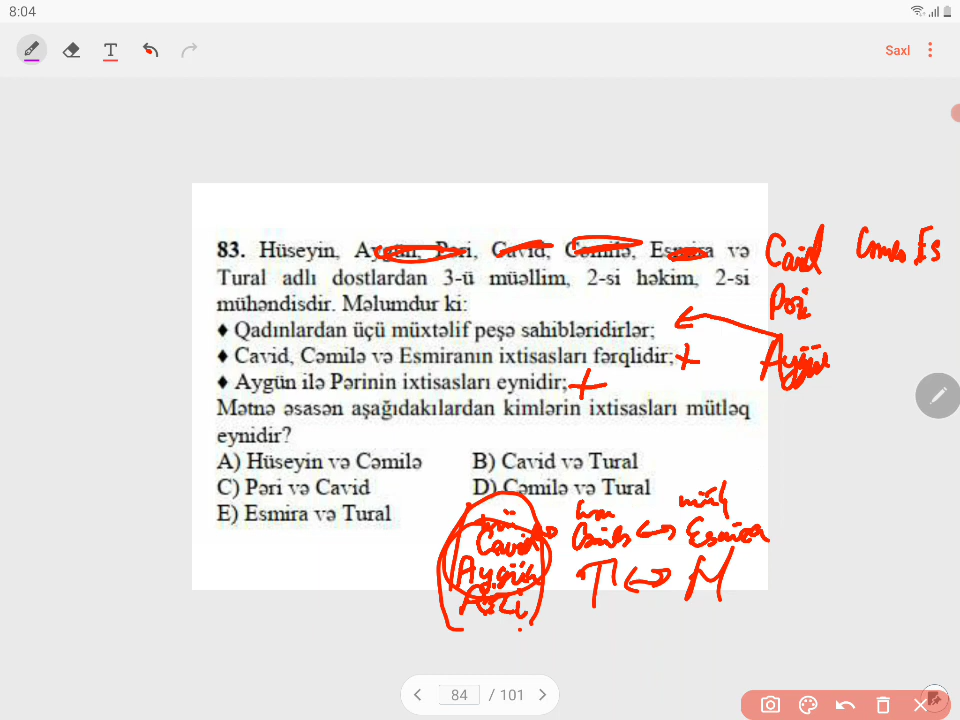 8:04
T
Saxl
83. Hüseyin, Aygün, Pəri, Cavid, Cəmilə, Esmira və
Tural adlı dostlardan 3-ü müəllim, 2-si həkim, 2-si
mühəndisdir. Məlumdur ki:
♦ Qadınlardan üçü müxtəlif peşə sahibləridirlər;
♦ Cavid, Cəmilə və Esmiranın ixtisasları fərqlidir;
♦ Aygün ilə Pərinin ixtisasları eynidir;
Mətnə əsasən aşağıdakılardan kimlərin ixtisasları mütləq
eynidir?
A) Hüseyin və Cəmilə B) Cavid və Tural
C) Pəri və Cavid D) Cəmilə və Tural
E) Esmira və Tural
Cavid Es
Aygün
müh
Cavid Esmira
Aygün T M
84 / 101